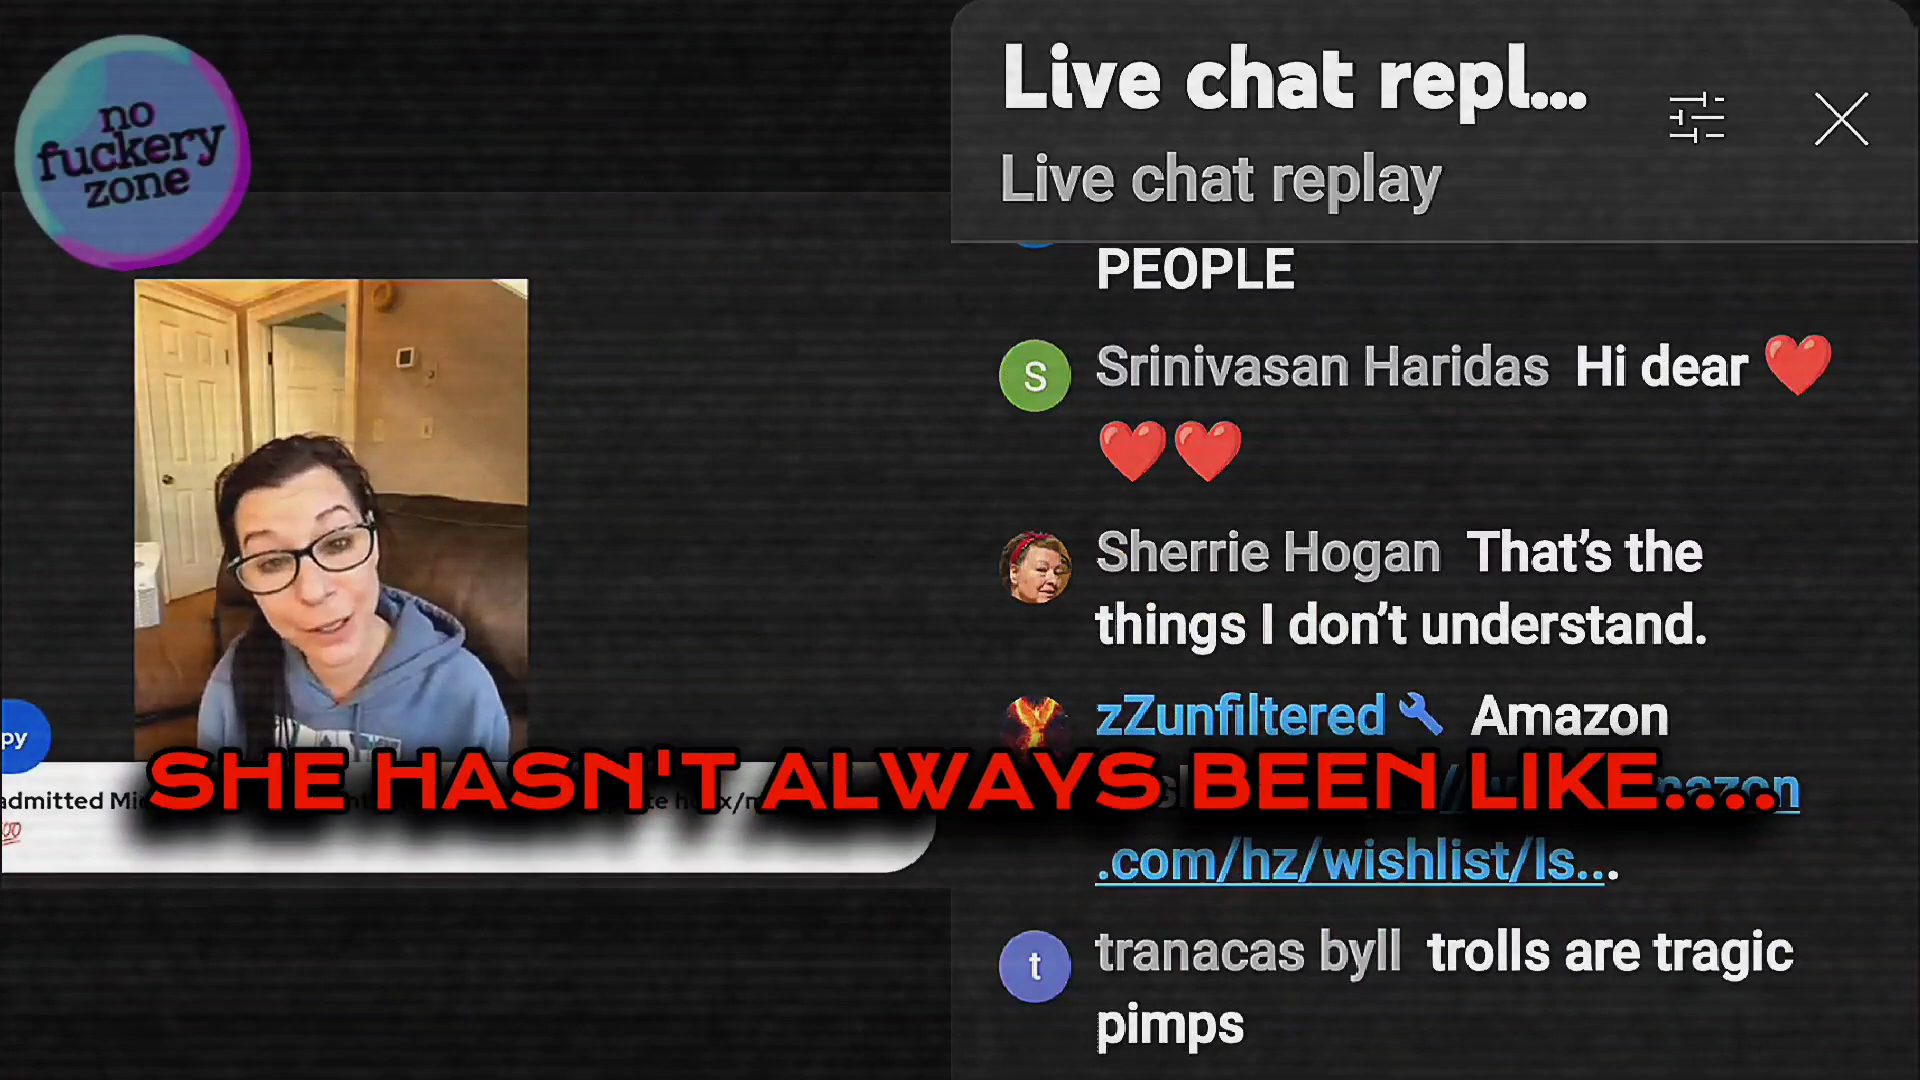 no
fuckery
zone
py
admitted
SHE HASN'T ALWAYS BEEN LIKE....
Live chat repl...
Live chat replay
PEOPLE
S
Srinivasan Haridas Hi dear ❤️
❤️❤️
Sherrie Hogan That's the
things I don't understand.
zZunfiltered Amazon
.com/hz/wishlist/ls...
t
tranacas byll trolls are tragic
pimps